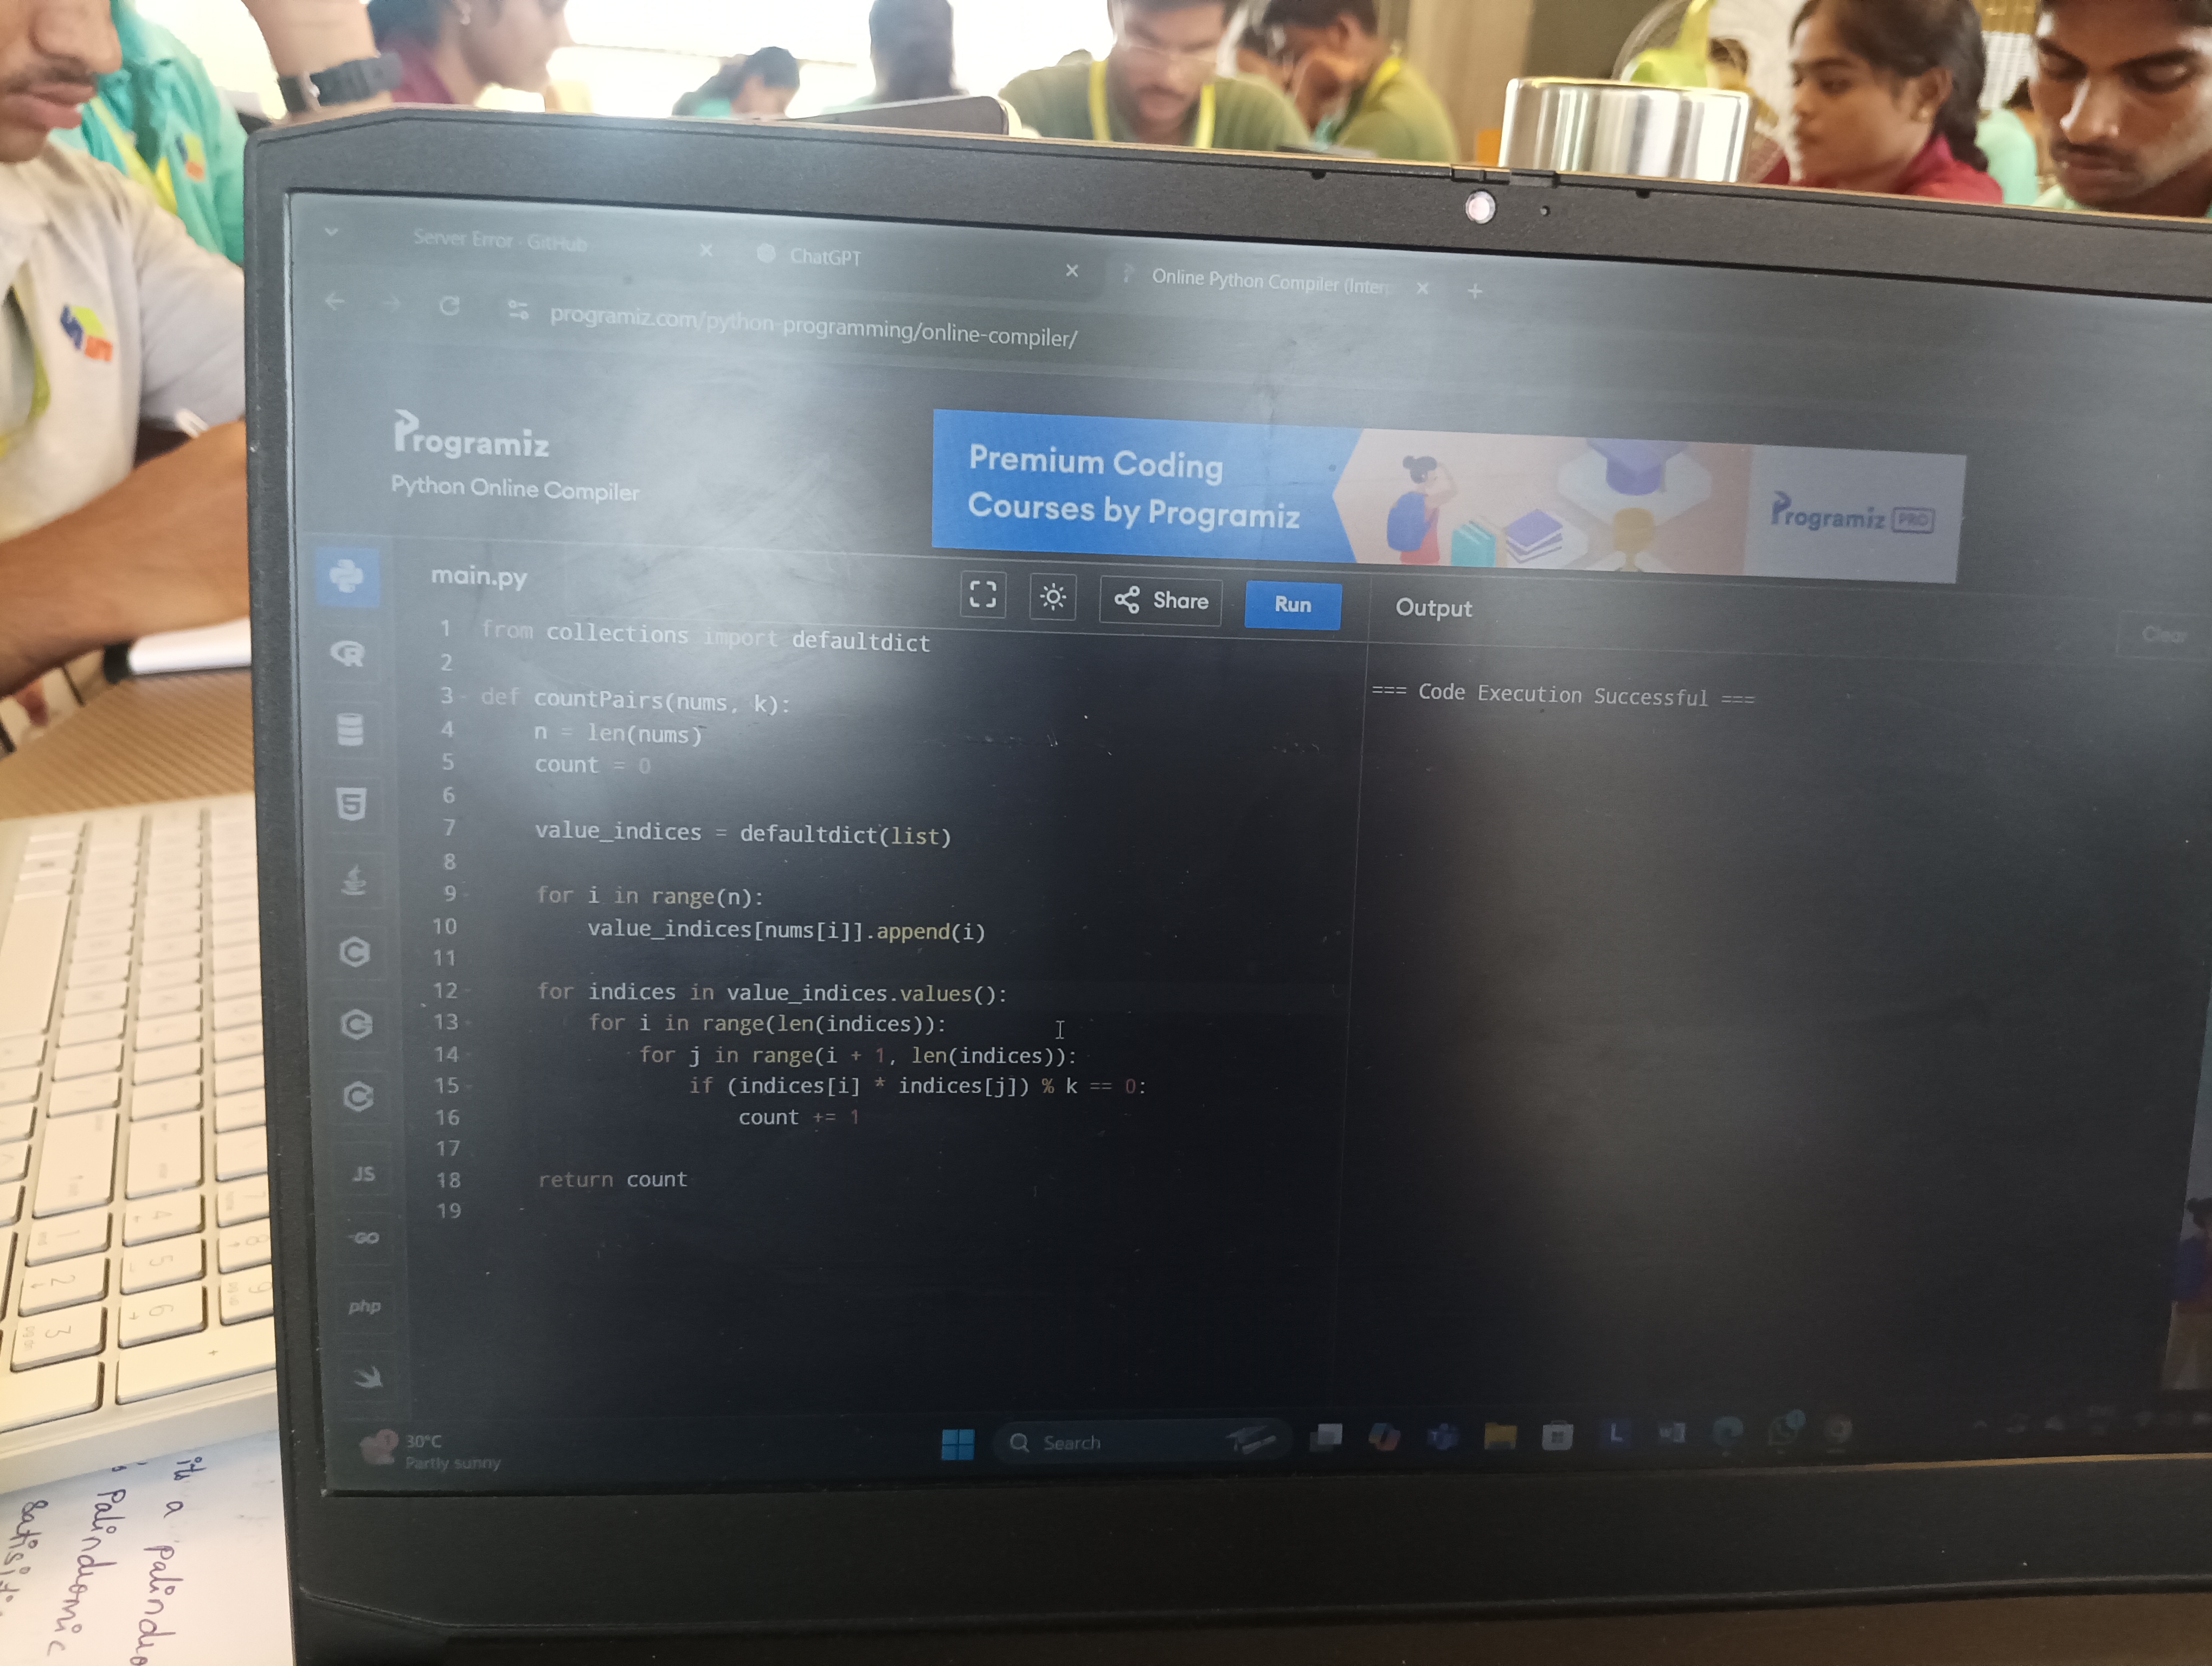 Server Error - GitHub
ChatGPT
Online Python Compiler (Inter
programiz.com/python-programming/online-compiler/
Programiz
Python Online Compiler
Premium Coding
Courses by Programiz
Programiz PRO
main.py
Share
Run
Output
Clear
1 from collections import defaultdict
2
3 def countPairs(nums, k):
4     n = len(nums)
5     count = 0
6
7     value_indices = defaultdict(list)
8
9     for i in range(n):
10         value_indices[nums[i]].append(i)
11
12     for indices in value_indices.values():
13         for i in range(len(indices)):
14             for j in range(i + 1, len(indices)):
15                 if (indices[i] * indices[j]) % k == 0:
16                     count += 1
17
18     return count
19
=== Code Execution Successful ===
JS
GO
php
30°C
Partly sunny
Search
a palindro
Palindromic